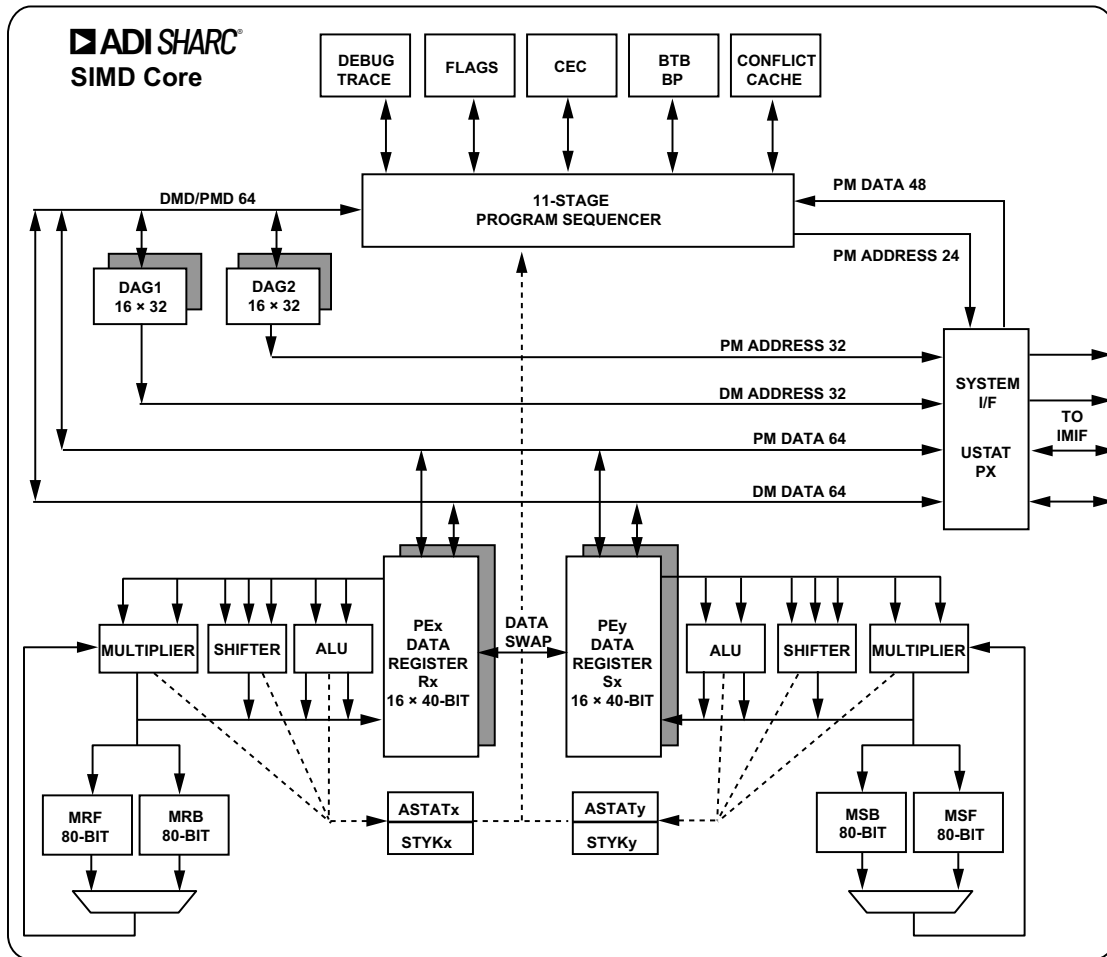 ADI SHARC®
SIMD Core
DEBUG
TRACE
FLAGS
CEC
BTB
BP
CONFLICT
CACHE
DMD/PMD 64
11-STAGE
PROGRAM SEQUENCER
PM DATA 48
PM ADDRESS 24
DAG1
16 × 32
DAG2
16 × 32
PM ADDRESS 32
DM ADDRESS 32
PM DATA 64
DM DATA 64
SYSTEM
I/F
USTAT
PX
TO
IMIF
MULTIPLIER
SHIFTER
ALU
PEx
DATA
REGISTER
Rx
16 × 40-BIT
DATA
SWAP
PEy
DATA
REGISTER
Sx
16 × 40-BIT
ALU
SHIFTER
MULTIPLIER
MRF
80-BIT
MRB
80-BIT
ASTATx
STYKx
ASTATy
STYKy
MSB
80-BIT
MSF
80-BIT